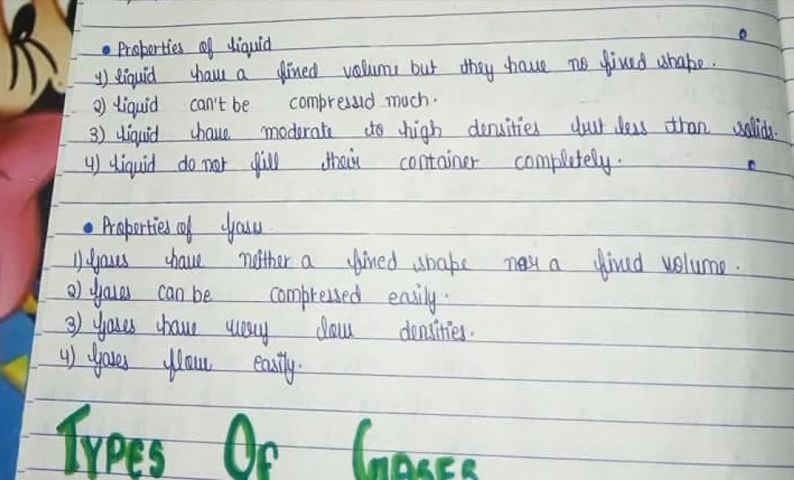 • Properties of liquid
1) liquid have a fixed volume but they have no fixed shape.
2) liquid can't be compressed much.
3) liquid have moderate to high densities but less than solids.
4) liquid do not fill their container completely.
• Properties of gases
1) gases have neither a fixed shape nor a fixed volume.
2) gases can be compressed easily.
3) gases have very low densities.
4) gases flow easily.
TYPES OF GASES